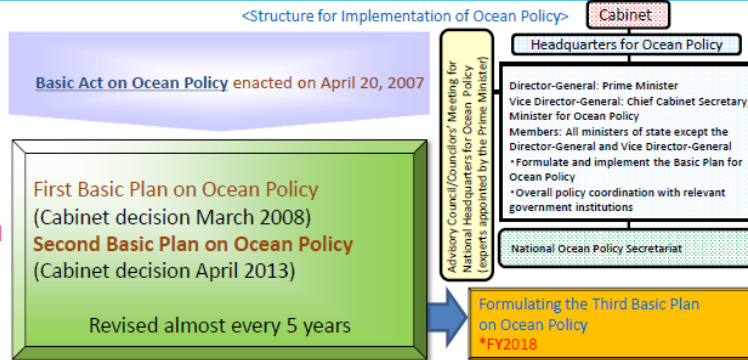 <Structure for Implementation of Ocean Policy>
Cabinet
Headquarters for Ocean Policy
Basic Act on Ocean Policy enacted on April 20, 2007
Advisory Council/Councilors' Meeting for
National Headquarters for Ocean Policy
(experts appointed by the Prime Minister)
Director-General: Prime Minister
Vice Director-General: Chief Cabinet Secretary,
Minister for Ocean Policy
Members: All ministers of state except the
Director-General and Vice Director-General
・Formulate and implement the Basic Plan for
Ocean Policy
・Overall policy coordination with relevant
government institutions
National Ocean Policy Secretariat
First Basic Plan on Ocean Policy
(Cabinet decision March 2008)
Second Basic Plan on Ocean Policy
(Cabinet decision April 2013)
Revised almost every 5 years
Formulating the Third Basic Plan
on Ocean Policy
*FY2018